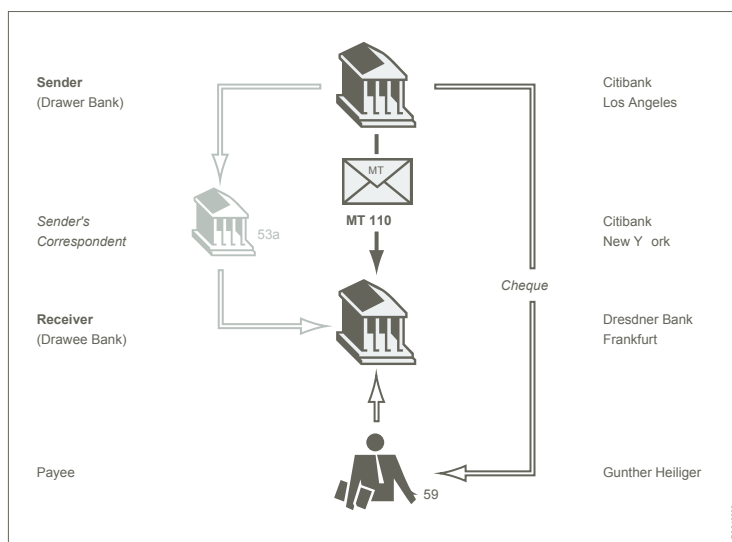 Sender
(Drawer Bank)
Citibank
Los Angeles
MT
MT 110
Sender's
Correspondent
53a
Citibank
New Y ork
Cheque
Receiver
(Drawee Bank)
Dresdner Bank
Frankfurt
Payee
59
Gunther Heiliger